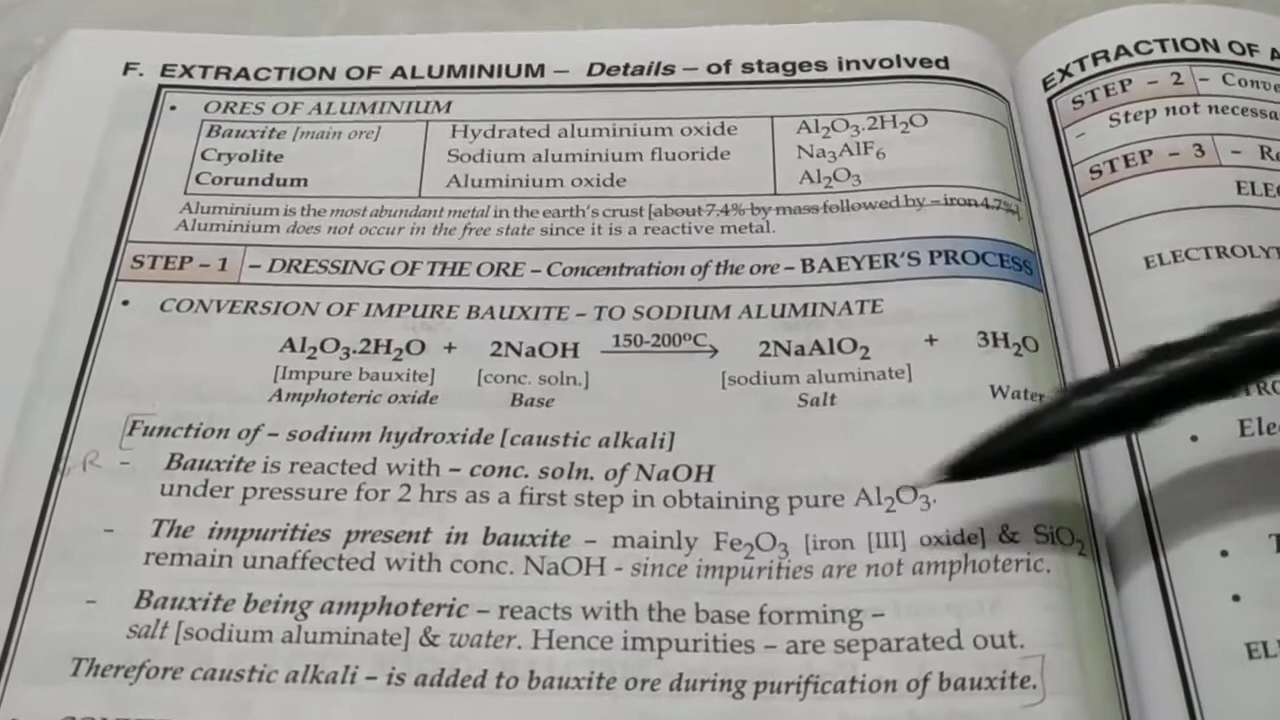 F. EXTRACTION OF ALUMINIUM – Details – of stages involved
• ORES OF ALUMINIUM
Bauxite [main ore] Hydrated aluminium oxide Al₂O₃.2H₂O
Cryolite Sodium aluminium fluoride Na₃AlF₆
Corundum Aluminium oxide Al₂O₃
Aluminium is the most abundant metal in the earth's crust [about 7.4% by mass followed by – iron 4.7%].
Aluminium does not occur in the free state since it is a reactive metal.
STEP – 1 – DRESSING OF THE ORE – Concentration of the ore – BAEYER'S PROCESS
• CONVERSION OF IMPURE BAUXITE – TO SODIUM ALUMINATE
Al₂O₃.2H₂O + 2NaOH 150-200⁰C → 2NaAlO₂ + 3H₂O
[Impure bauxite] [conc. soln.] [sodium aluminate]
Amphoteric oxide Base Salt Water
Function of – sodium hydroxide [caustic alkali]
R – Bauxite is reacted with – conc. soln. of NaOH
under pressure for 2 hrs as a first step in obtaining pure Al₂O₃.
– The impurities present in bauxite – mainly Fe₂O₃ [iron [III] oxide] & SiO₂
remain unaffected with conc. NaOH - since impurities are not amphoteric.
– Bauxite being amphoteric – reacts with the base forming –
salt [sodium aluminate] & water. Hence impurities – are separated out.
Therefore caustic alkali – is added to bauxite ore during purification of bauxite.
EXTRACTION OF
STEP – 2 –
– Step not
STEP – 3 –